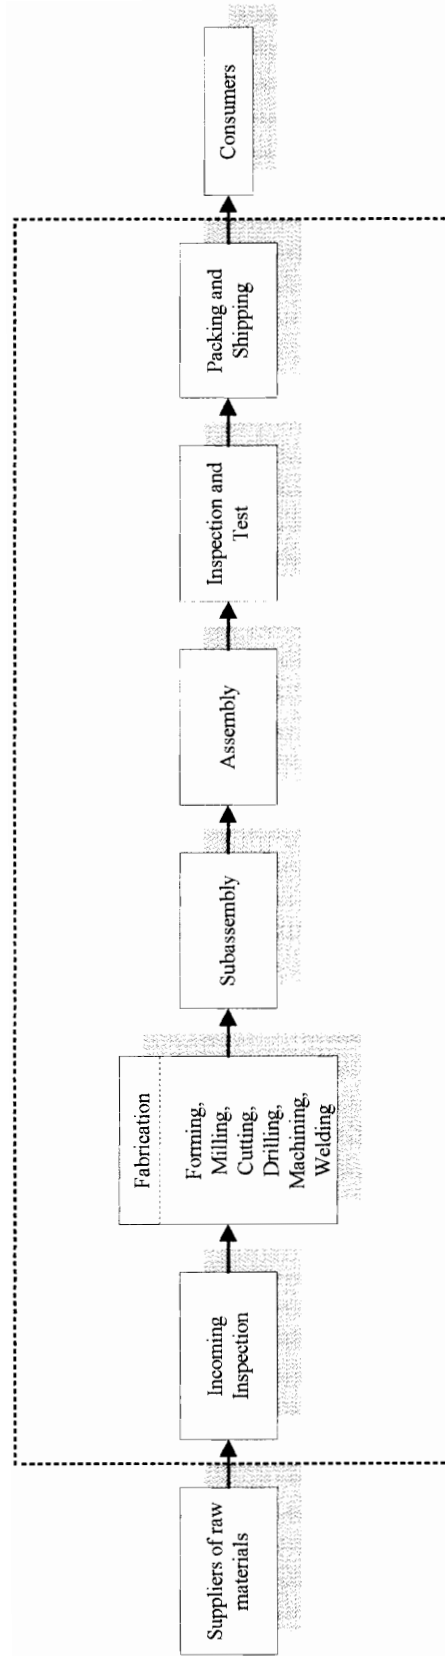 Suppliers of raw
materials
Incoming
Inspection
Fabrication
Forming,
Milling,
Cutting,
Drilling,
Machining,
Welding
Subassembly
Assembly
Inspection and
Test
Packing and
Shipping
Consumers